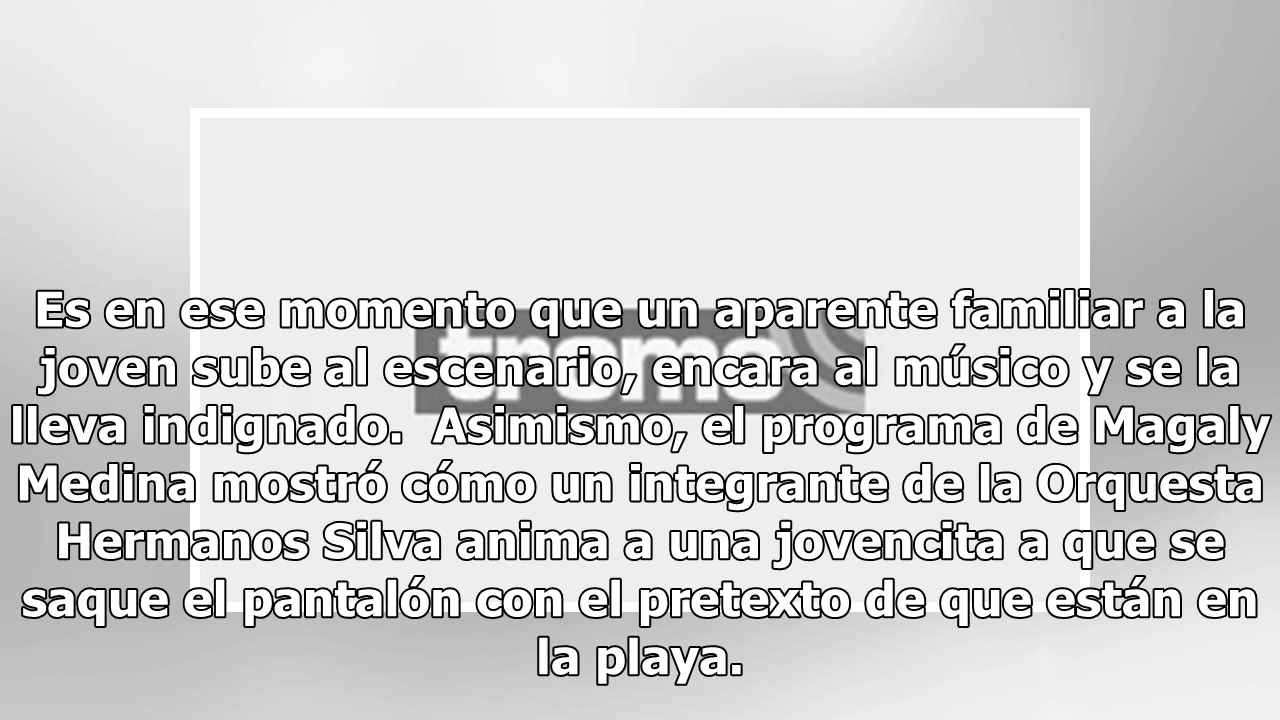 Es en ese momento que un aparente familiar a la
joven sube al escenario, encara al músico y se la
lleva indignado.  Asimismo, el programa de Magaly
Medina mostró cómo un integrante de la Orquesta
Hermanos Silva anima a una jovencita a que se
saque el pantalón con el pretexto de que están en
la playa.
trome